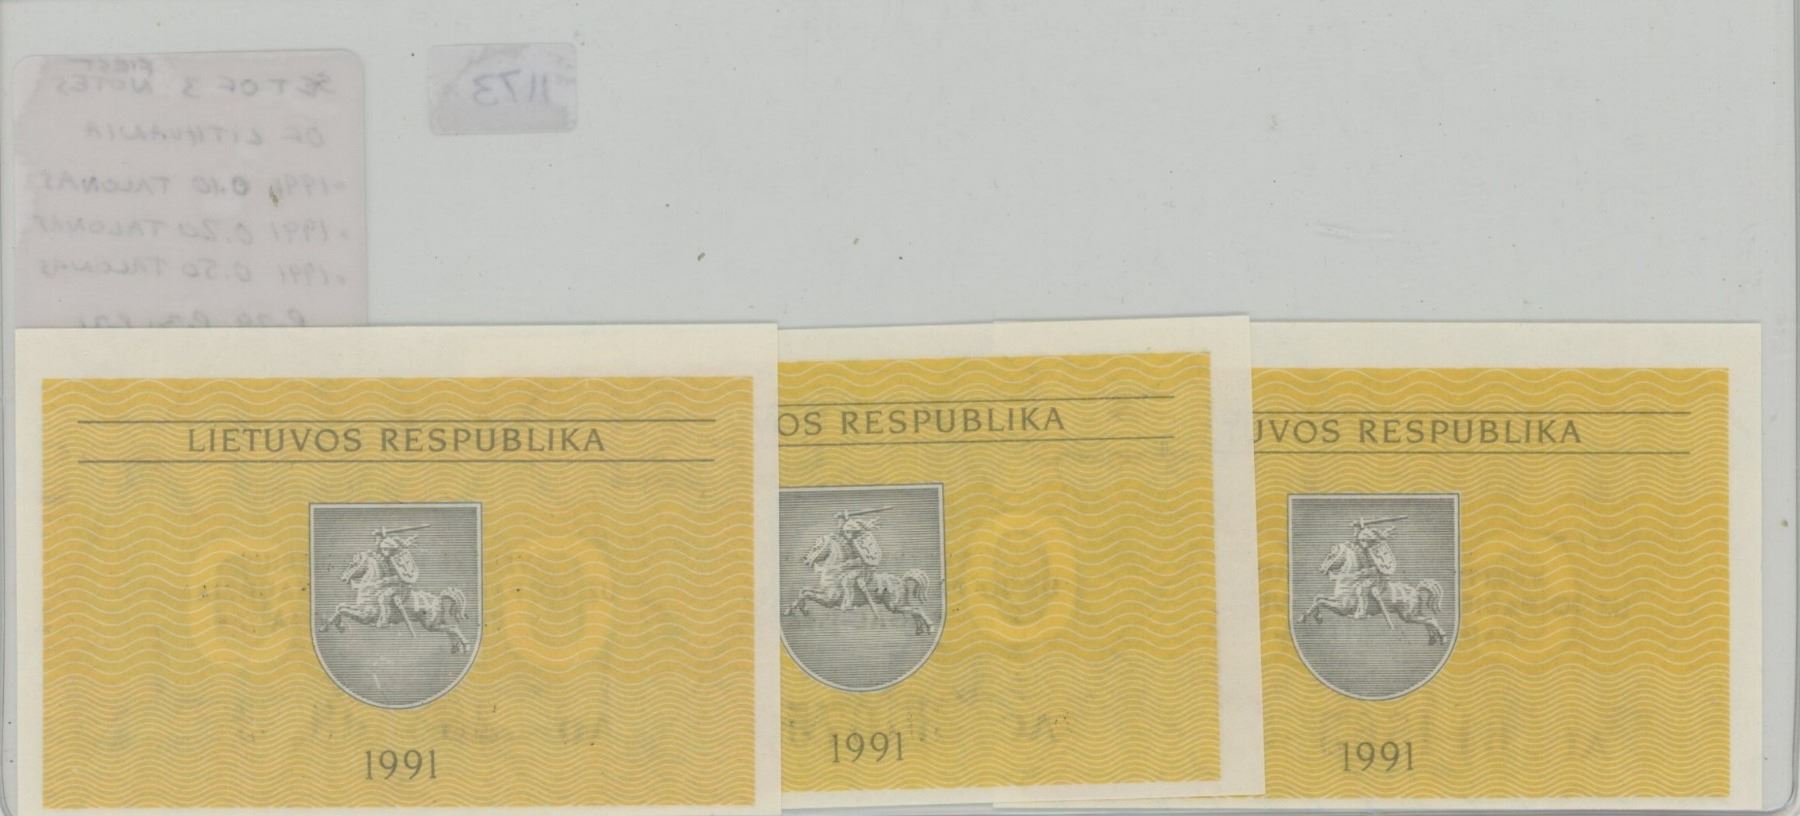 FIRST
SET OF 3 NOTES
OF LITHUANIA
•1991 0.10 TALONAS
•1991 0.20 TALONAS
•1991 0.50 TALONAS
1173
LIETUVOS RESPUBLIKA
1991
OS RESPUBLIKA
1991
UVOS RESPUBLIKA
1991